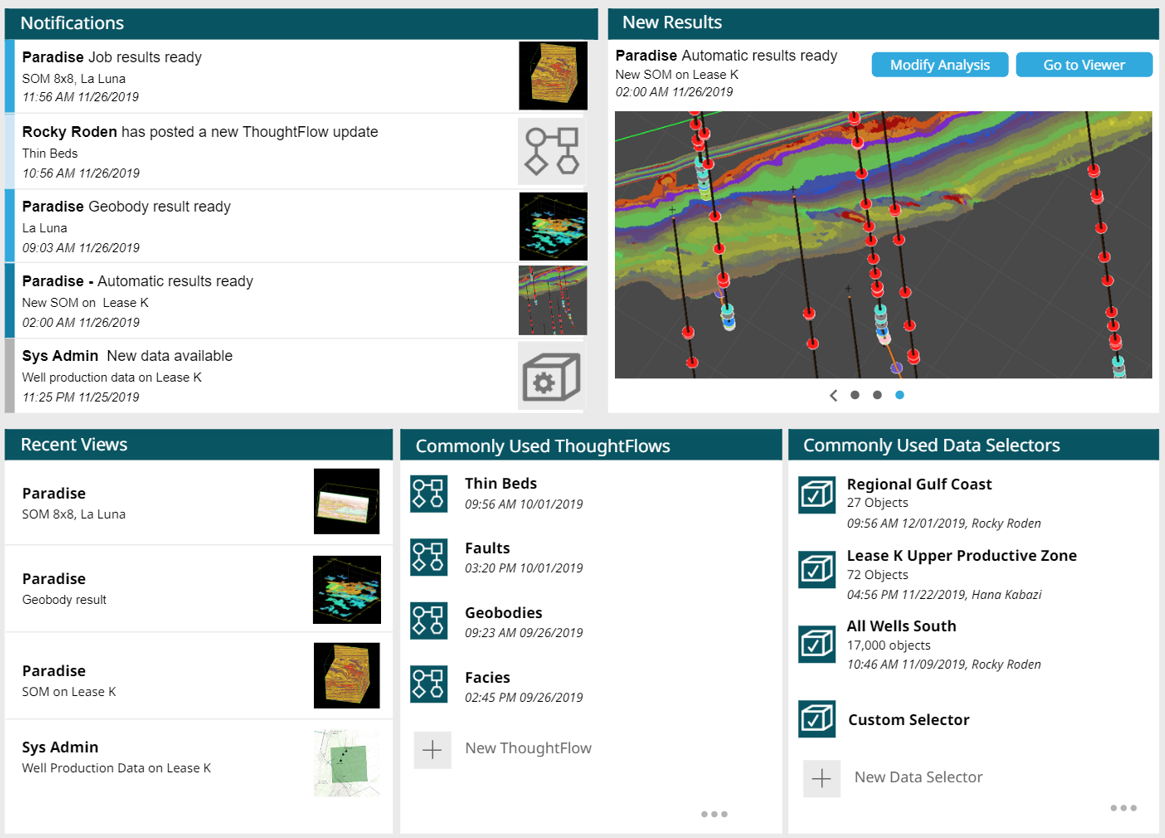 Notifications
Paradise Job results ready
SOM 8x8, La Luna
11:56 AM 11/26/2019
Rocky Roden has posted a new ThoughtFlow update
Thin Beds
10:56 AM 11/26/2019
Paradise Geobody result ready
La Luna
09:03 AM 11/26/2019
Paradise - Automatic results ready
New SOM on Lease K
02:00 AM 11/26/2019
Sys Admin New data available
Well production data on Lease K
11:25 PM 11/25/2019
New Results
Paradise Automatic results ready
New SOM on Lease K
02:00 AM 11/26/2019
Modify Analysis
Go to Viewer
Recent Views
Paradise
SOM 8x8, La Luna
Paradise
Geobody result
Paradise
SOM on Lease K
Sys Admin
Well Production Data on Lease K
Commonly Used ThoughtFlows
Thin Beds
09:56 AM 10/01/2019
Faults
03:20 PM 10/01/2019
Geobodies
09:23 AM 09/26/2019
Facies
02:45 PM 09/26/2019
New ThoughtFlow
Commonly Used Data Selectors
Regional Gulf Coast
27 Objects
09:56 AM 12/01/2019, Rocky Roden
Lease K Upper Productive Zone
72 Objects
04:56 PM 11/22/2019, Hana Kabazi
All Wells South
17,000 objects
10:46 AM 11/09/2019, Rocky Roden
Custom Selector
New Data Selector